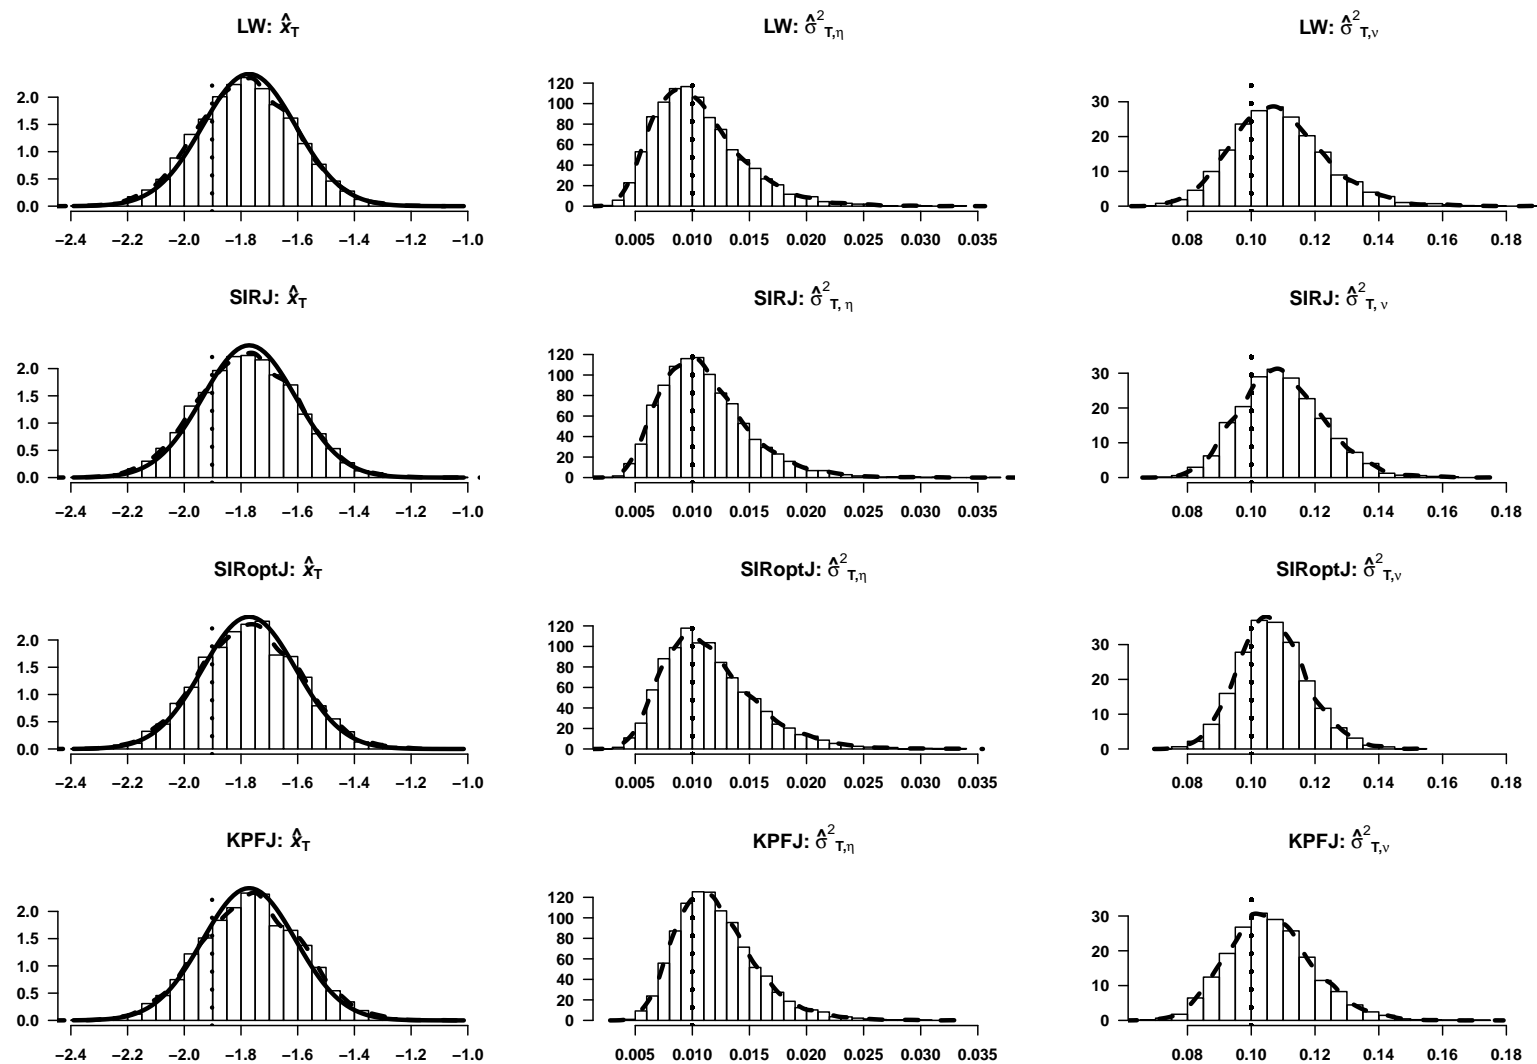 LW: x̂T LW: σ̂²T,η LW: σ̂²T,ν
2.0 1.5 1.0 0.5 0.0 120 100 80 60 40 20 0 30 20 10 0
−2.4 −2.2 −2.0 −1.8 −1.6 −1.4 −1.2 −1.0 0.005 0.010 0.015 0.020 0.025 0.030 0.035 0.08 0.10 0.12 0.14 0.16 0.18
SIRJ: x̂T SIRJ: σ̂²T, η SIRJ: σ̂²T, ν
2.0 1.5 1.0 0.5 0.0 120 100 80 60 40 20 0 30 20 10 0
−2.4 −2.2 −2.0 −1.8 −1.6 −1.4 −1.2 −1.0 0.005 0.010 0.015 0.020 0.025 0.030 0.035 0.08 0.10 0.12 0.14 0.16 0.18
SIRoptJ: x̂T SIRoptJ: σ̂²T,η SIRoptJ: σ̂²T,ν
2.0 1.5 1.0 0.5 0.0 120 100 80 60 40 20 0 30 20 10 0
−2.4 −2.2 −2.0 −1.8 −1.6 −1.4 −1.2 −1.0 0.005 0.010 0.015 0.020 0.025 0.030 0.035 0.08 0.10 0.12 0.14 0.16 0.18
KPFJ: x̂T KPFJ: σ̂²T,η KPFJ: σ̂²T,ν
2.0 1.5 1.0 0.5 0.0 120 100 80 60 40 20 0 30 20 10 0
−2.4 −2.2 −2.0 −1.8 −1.6 −1.4 −1.2 −1.0 0.005 0.010 0.015 0.020 0.025 0.030 0.035 0.08 0.10 0.12 0.14 0.16 0.18